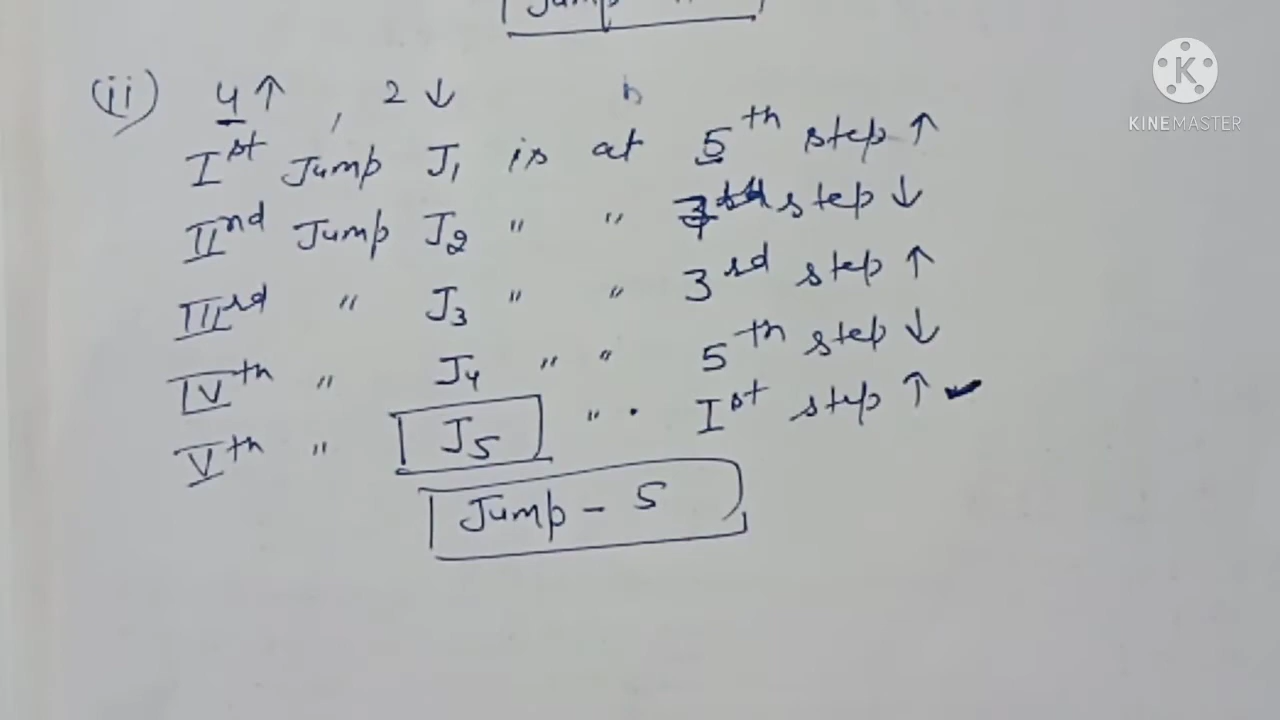 Jump
(ii) 4↑, 2↓
Ist Jump J1 is at 5th step ↑
IInd Jump J2 " " step ↓
IIIrd " J3 " " 3rd step ↑
IVth " J4 " " 5th step ↓
Vth " J5 " " Ist step ↑
Jump - 5
K
KINEMASTER